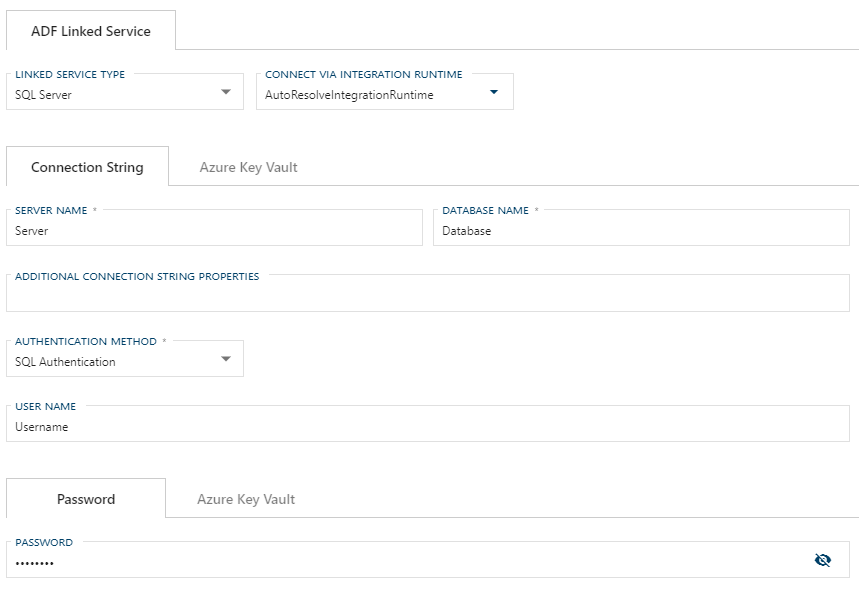 ADF Linked Service
LINKED SERVICE TYPE CONNECT VIA INTEGRATION RUNTIME
SQL Server AutoResolveIntegrationRuntime
Connection String Azure Key Vault
SERVER NAME * DATABASE NAME *
Server Database
ADDITIONAL CONNECTION STRING PROPERTIES
AUTHENTICATION METHOD *
SQL Authentication
USER NAME
Username
Password Azure Key Vault
PASSWORD
••••••••